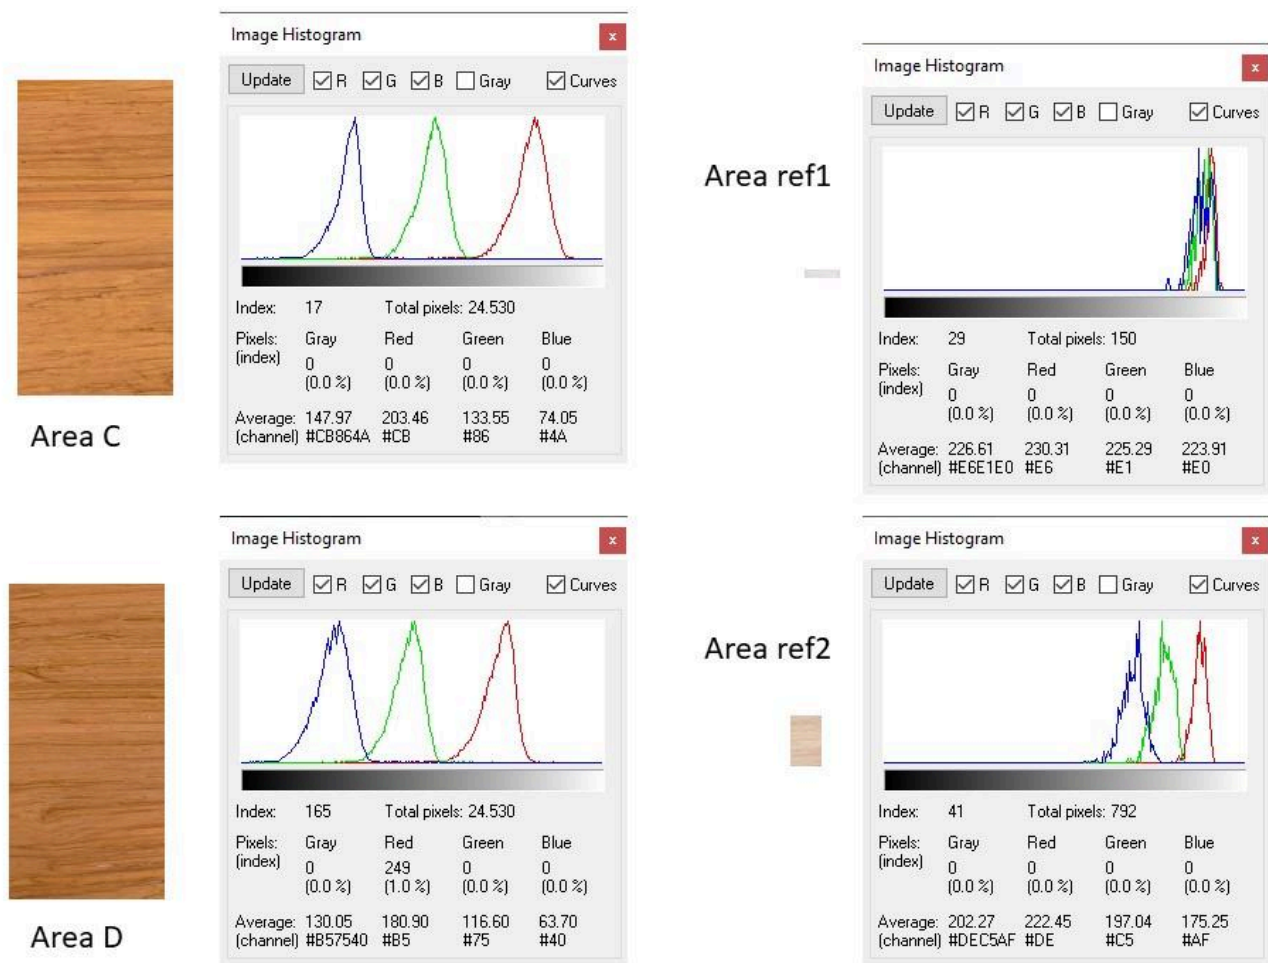 Image Histogram
x
Update R G B Gray Curves
Index: 17 Total pixels: 24.530
Pixels: Gray Red Green Blue
(index) 0 0 0 0
(0.0 %) (0.0 %) (0.0 %) (0.0 %)
Average: 147.97 203.46 133.55 74.05
(channel) #CB864A #CB #86 #4A
Area C
Image Histogram
x
Update R G B Gray Curves
Area ref1
Index: 29 Total pixels: 150
Pixels: Gray Red Green Blue
(index) 0 0 0 0
(0.0 %) (0.0 %) (0.0 %) (0.0 %)
Average: 226.61 230.31 225.29 223.91
(channel) #E6E1E0 #E6 #E1 #E0
Image Histogram
x
Update R G B Gray Curves
Index: 165 Total pixels: 24.530
Pixels: Gray Red Green Blue
(index) 0 249 0 0
(0.0 %) (1.0 %) (0.0 %) (0.0 %)
Average: 130.05 180.90 116.60 63.70
(channel) #B57540 #B5 #75 #40
Area D
Image Histogram
x
Update R G B Gray Curves
Area ref2
Index: 41 Total pixels: 792
Pixels: Gray Red Green Blue
(index) 0 0 0 0
(0.0 %) (0.0 %) (0.0 %) (0.0 %)
Average: 202.27 222.45 197.04 175.25
(channel) #DEC5AF #DE #C5 #AF